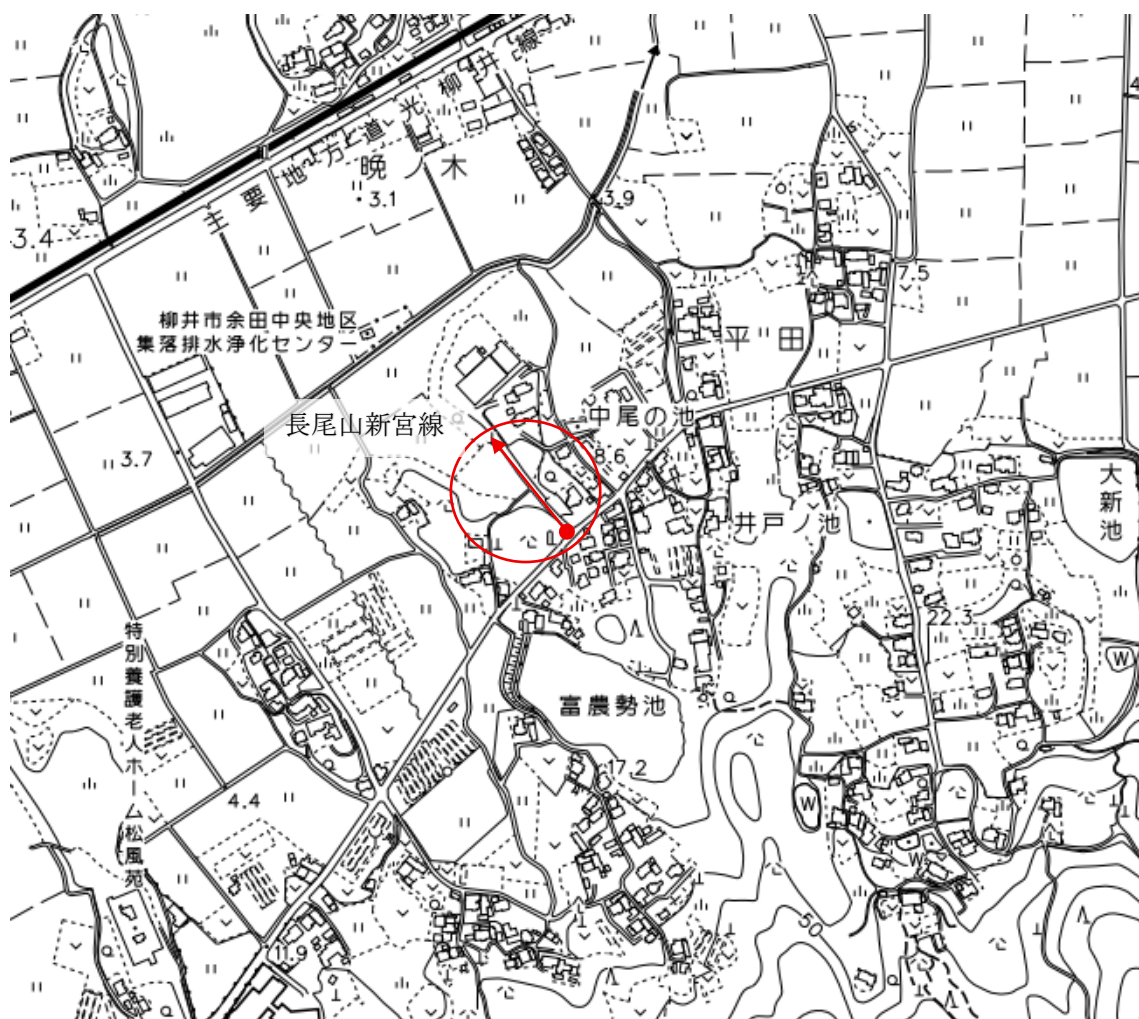 主要地方道光柳井線
晩ノ木
3.1
3.9
3.4
7.5
柳井市余田中央地区
集落排水浄化センター
平田
長尾山新宮線
中尾の池
8.6
3.7
大新池
井戸ノ池
22.3
W
特別養護老人ホーム松風苑
富農勢池
17.2
4.4
W
W
50
11.9